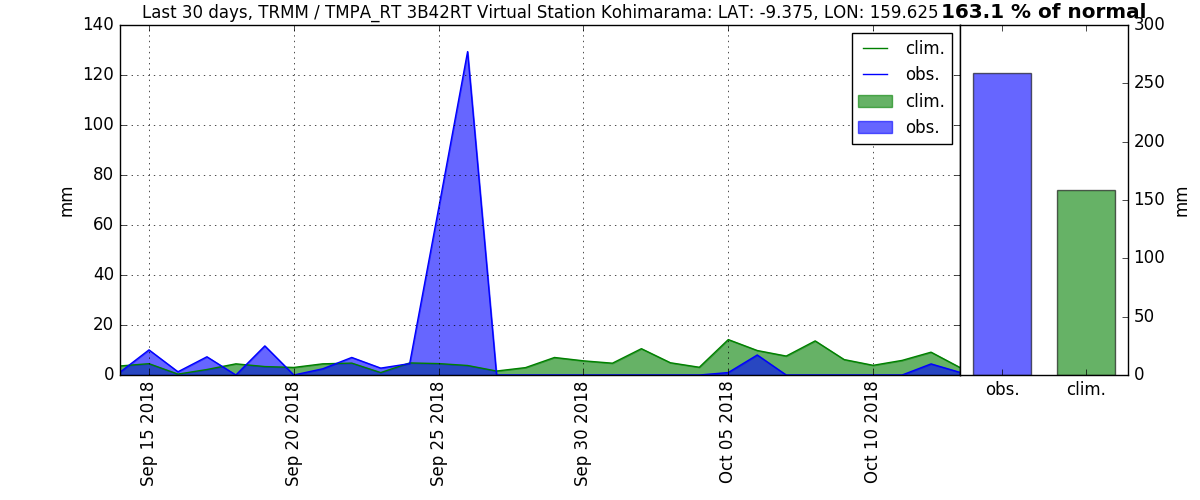 Last 30 days, TRMM / TMPA_RT 3B42RT Virtual Station Kohimarama: LAT: -9.375, LON: 159.625
163.1 % of normal
140
120
100
80
60
40
20
0
mm
clim.
obs.
clim.
obs.
Sep 15 2018
Sep 20 2018
Sep 25 2018
Sep 30 2018
Oct 05 2018
Oct 10 2018
300
250
200
150
100
50
0
mm
obs.
clim.